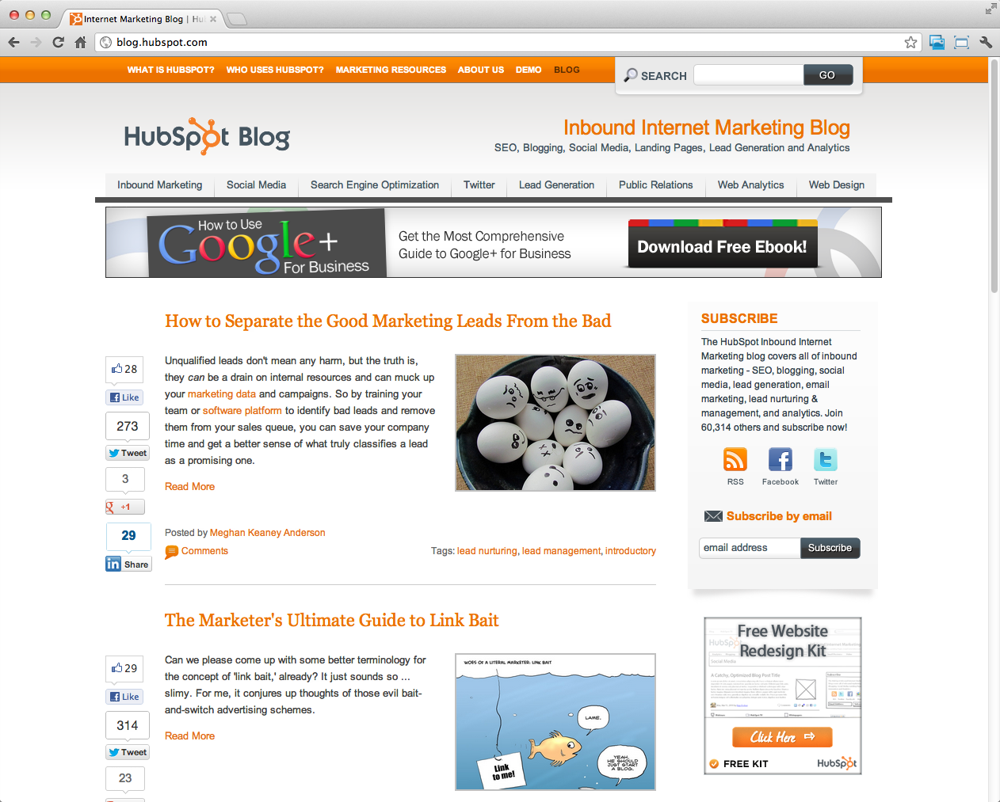 Internet Marketing Blog | Hu
blog.hubspot.com
WHAT IS HUBSPOT? WHO USES HUBSPOT? MARKETING RESOURCES ABOUT US DEMO BLOG
SEARCH GO
HubSpot Blog
Inbound Internet Marketing Blog
SEO, Blogging, Social Media, Landing Pages, Lead Generation and Analytics
Inbound Marketing Social Media Search Engine Optimization Twitter Lead Generation Public Relations Web Analytics Web Design
How to Use
Google+
For Business
Get the Most Comprehensive
Guide to Google+ for Business
Download Free Ebook!
How to Separate the Good Marketing Leads From the Bad
28
Like
273
Tweet
3
+1
29
Share
Unqualified leads don't mean any harm, but the truth is,
they can be a drain on internal resources and can muck up
your marketing data and campaigns. So by training your
team or software platform to identify bad leads and remove
them from your sales queue, you can save your company
time and get a better sense of what truly classifies a lead
as a promising one.
Read More
Posted by Meghan Keaney Anderson
Comments
Tags: lead nurturing, lead management, introductory
The Marketer's Ultimate Guide to Link Bait
29
Like
314
Tweet
23
Can we please come up with some better terminology for
the concept of 'link bait,' already? It just sounds so ...
slimy. For me, it conjures up thoughts of those evil bait-
and-switch advertising schemes.
Read More
WOES OF A LITERAL MARKETER: LINK BAIT
LAME.
YEAH,
HE SHOULD
JUST START
A BLOG.
Link
to me!
SUBSCRIBE
The HubSpot Inbound Internet
Marketing blog covers all of inbound
marketing - SEO, blogging, social
media, lead generation, email
marketing, lead nurturing &
management, and analytics. Join
60,314 others and subscribe now!
RSS Facebook Twitter
Subscribe by email
email address Subscribe
Free Website
Redesign Kit
Social Media
A Catchy, Optimized Blog Post Title
Click Here
FREE KIT HubSpot